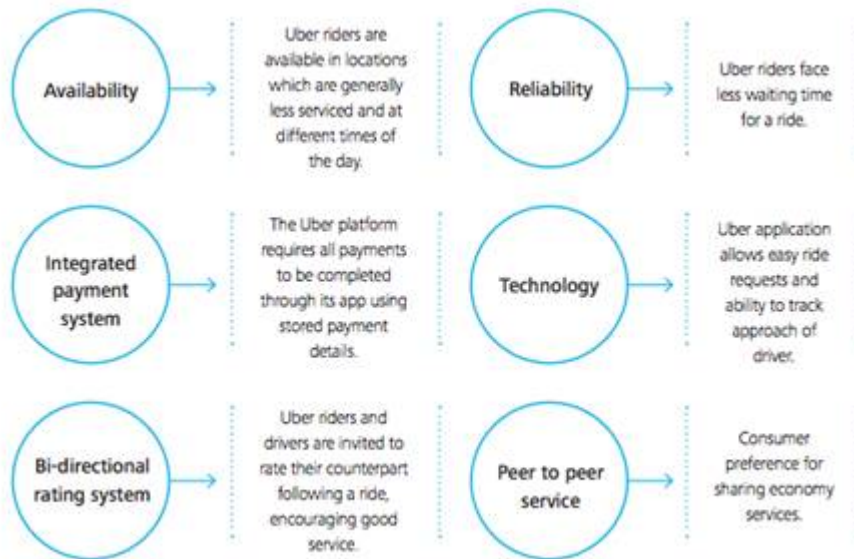 Availability
Uber riders are
available in locations
which are generally
less serviced and at
different times of
the day.
Reliability
Uber riders face
less waiting time
for a ride.
Integrated
payment
system
The Uber platform
requires all payments
to be completed
through its app using
stored payment
details.
Technology
Uber application
allows easy ride
requests and
ability to track
approach of
driver.
Bi-directional
rating system
Uber riders and
drivers are invited to
rate their counterpart
following a ride,
encouraging good
service.
Peer to peer
service
Consumer
preference for
sharing economy
services.